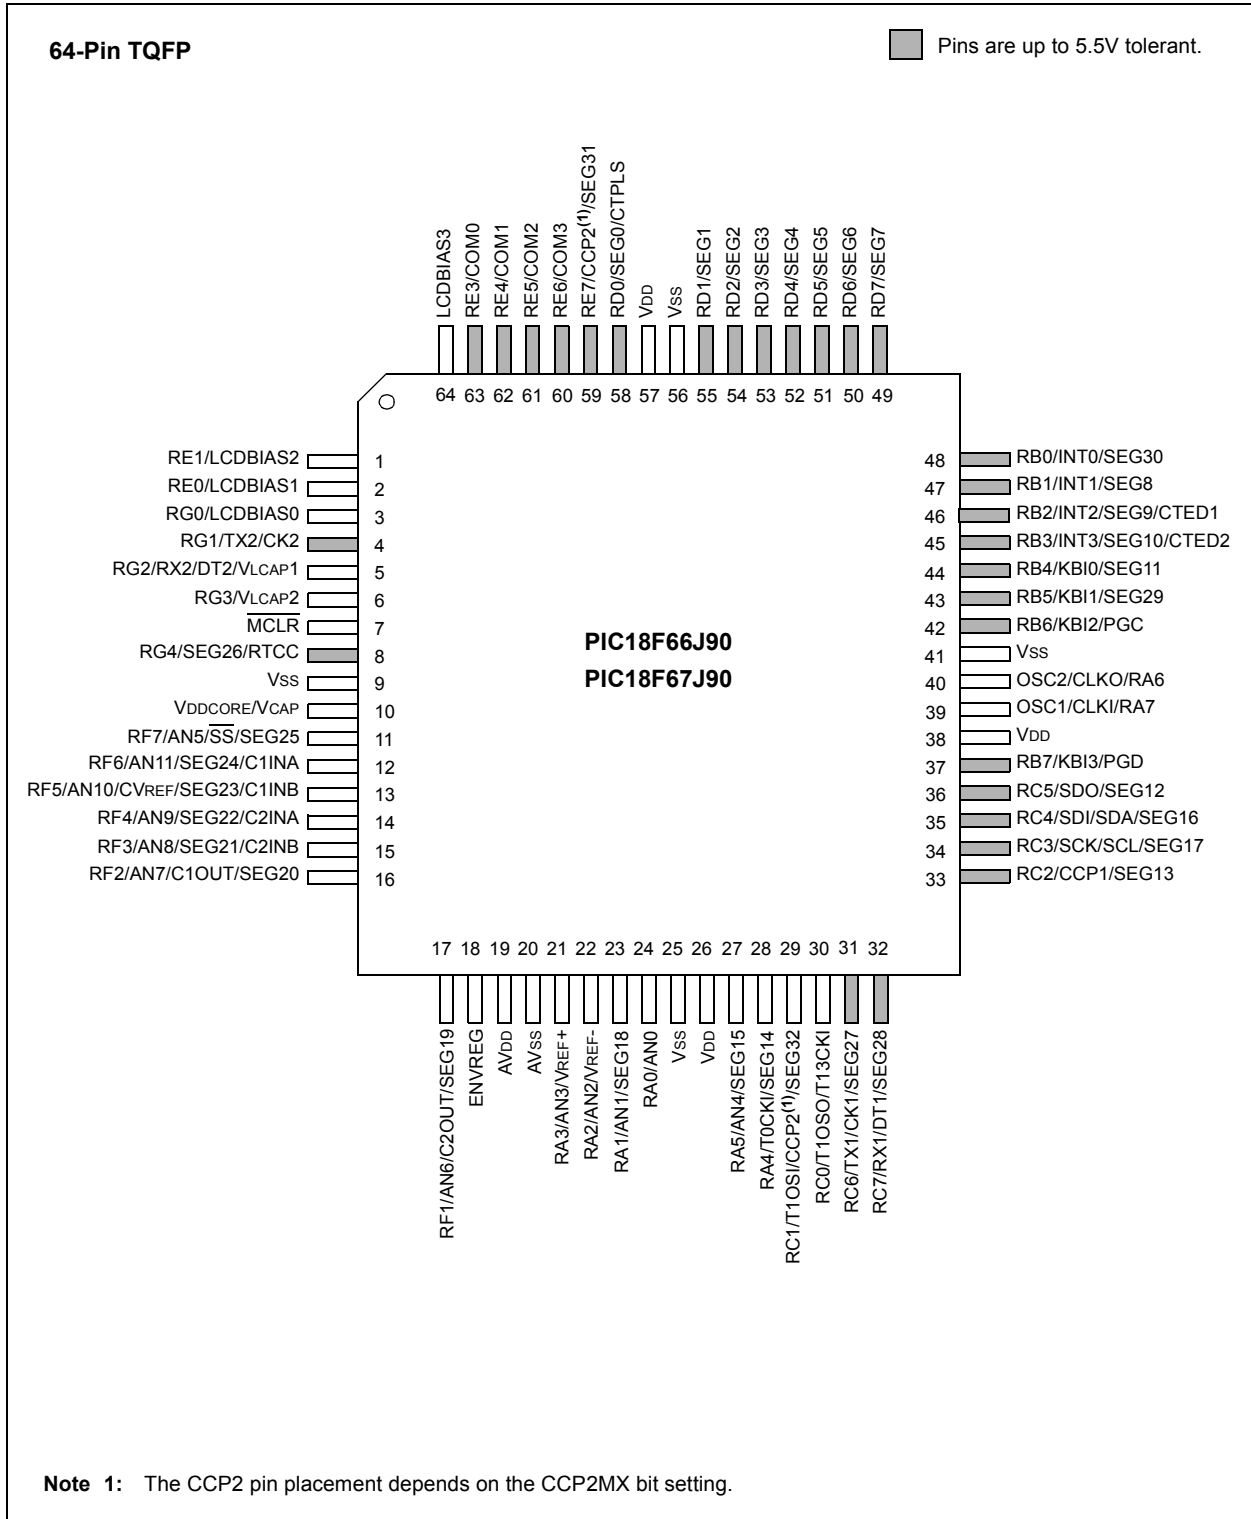 64-Pin TQFP
Pins are up to 5.5V tolerant.
LCDBIAS3
RE3/COM0
RE4/COM1
RE5/COM2
RE6/COM3
RE7/CCP2(1)/SEG31
RD0/SEG0/CTPLS
VDD
VSS
RD1/SEG1
RD2/SEG2
RD3/SEG3
RD4/SEG4
RD5/SEG5
RD6/SEG6
RD7/SEG7
64 63 62 61 60 59 58 57 56 55 54 53 52 51 50 49
RE1/LCDBIAS2 1
RE0/LCDBIAS1 2
RG0/LCDBIAS0 3
RG1/TX2/CK2 4
RG2/RX2/DT2/VLCAP1 5
RG3/VLCAP2 6
MCLR 7
RG4/SEG26/RTCC 8
VSS 9
VDDCORE/VCAP 10
RF7/AN5/SS/SEG25 11
RF6/AN11/SEG24/C1INA 12
RF5/AN10/CVREF/SEG23/C1INB 13
RF4/AN9/SEG22/C2INA 14
RF3/AN8/SEG21/C2INB 15
RF2/AN7/C1OUT/SEG20 16
PIC18F66J90
PIC18F67J90
48 RB0/INT0/SEG30
47 RB1/INT1/SEG8
46 RB2/INT2/SEG9/CTED1
45 RB3/INT3/SEG10/CTED2
44 RB4/KBI0/SEG11
43 RB5/KBI1/SEG29
42 RB6/KBI2/PGC
41 VSS
40 OSC2/CLKO/RA6
39 OSC1/CLKI/RA7
38 VDD
37 RB7/KBI3/PGD
36 RC5/SDO/SEG12
35 RC4/SDI/SDA/SEG16
34 RC3/SCK/SCL/SEG17
33 RC2/CCP1/SEG13
17 18 19 20 21 22 23 24 25 26 27 28 29 30 31 32
RF1/AN6/C2OUT/SEG19
ENVREG
AVDD
AVSS
RA3/AN3/VREF+
RA2/AN2/VREF-
RA1/AN1/SEG18
RA0/AN0
VSS
VDD
RA5/AN4/SEG15
RA4/T0CKI/SEG14
RC1/T1OSI/CCP2(1)/SEG32
RC0/T1OSO/T13CKI
RC6/TX1/CK1/SEG27
RC7/RX1/DT1/SEG28
Note 1: The CCP2 pin placement depends on the CCP2MX bit setting.